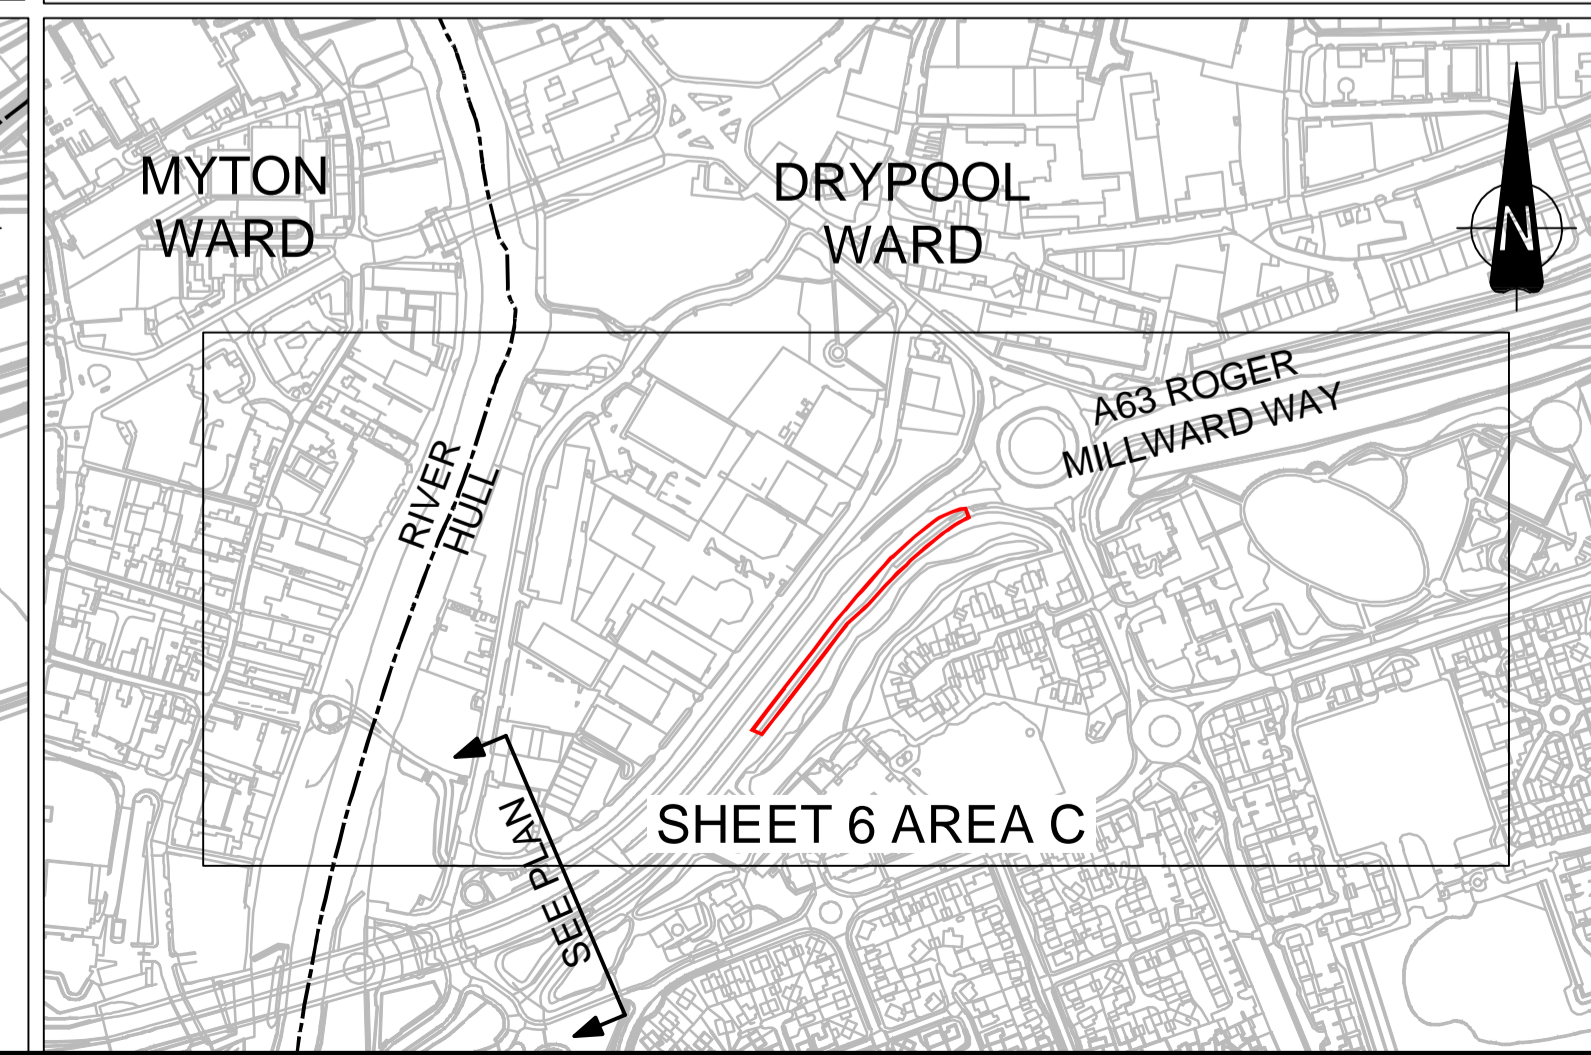 MYTON
WARD
DRYPOOL
WARD
N
A63 ROGER
MILLWARD WAY
RIVER
HULL
SEE PLAN
SHEET 6 AREA C